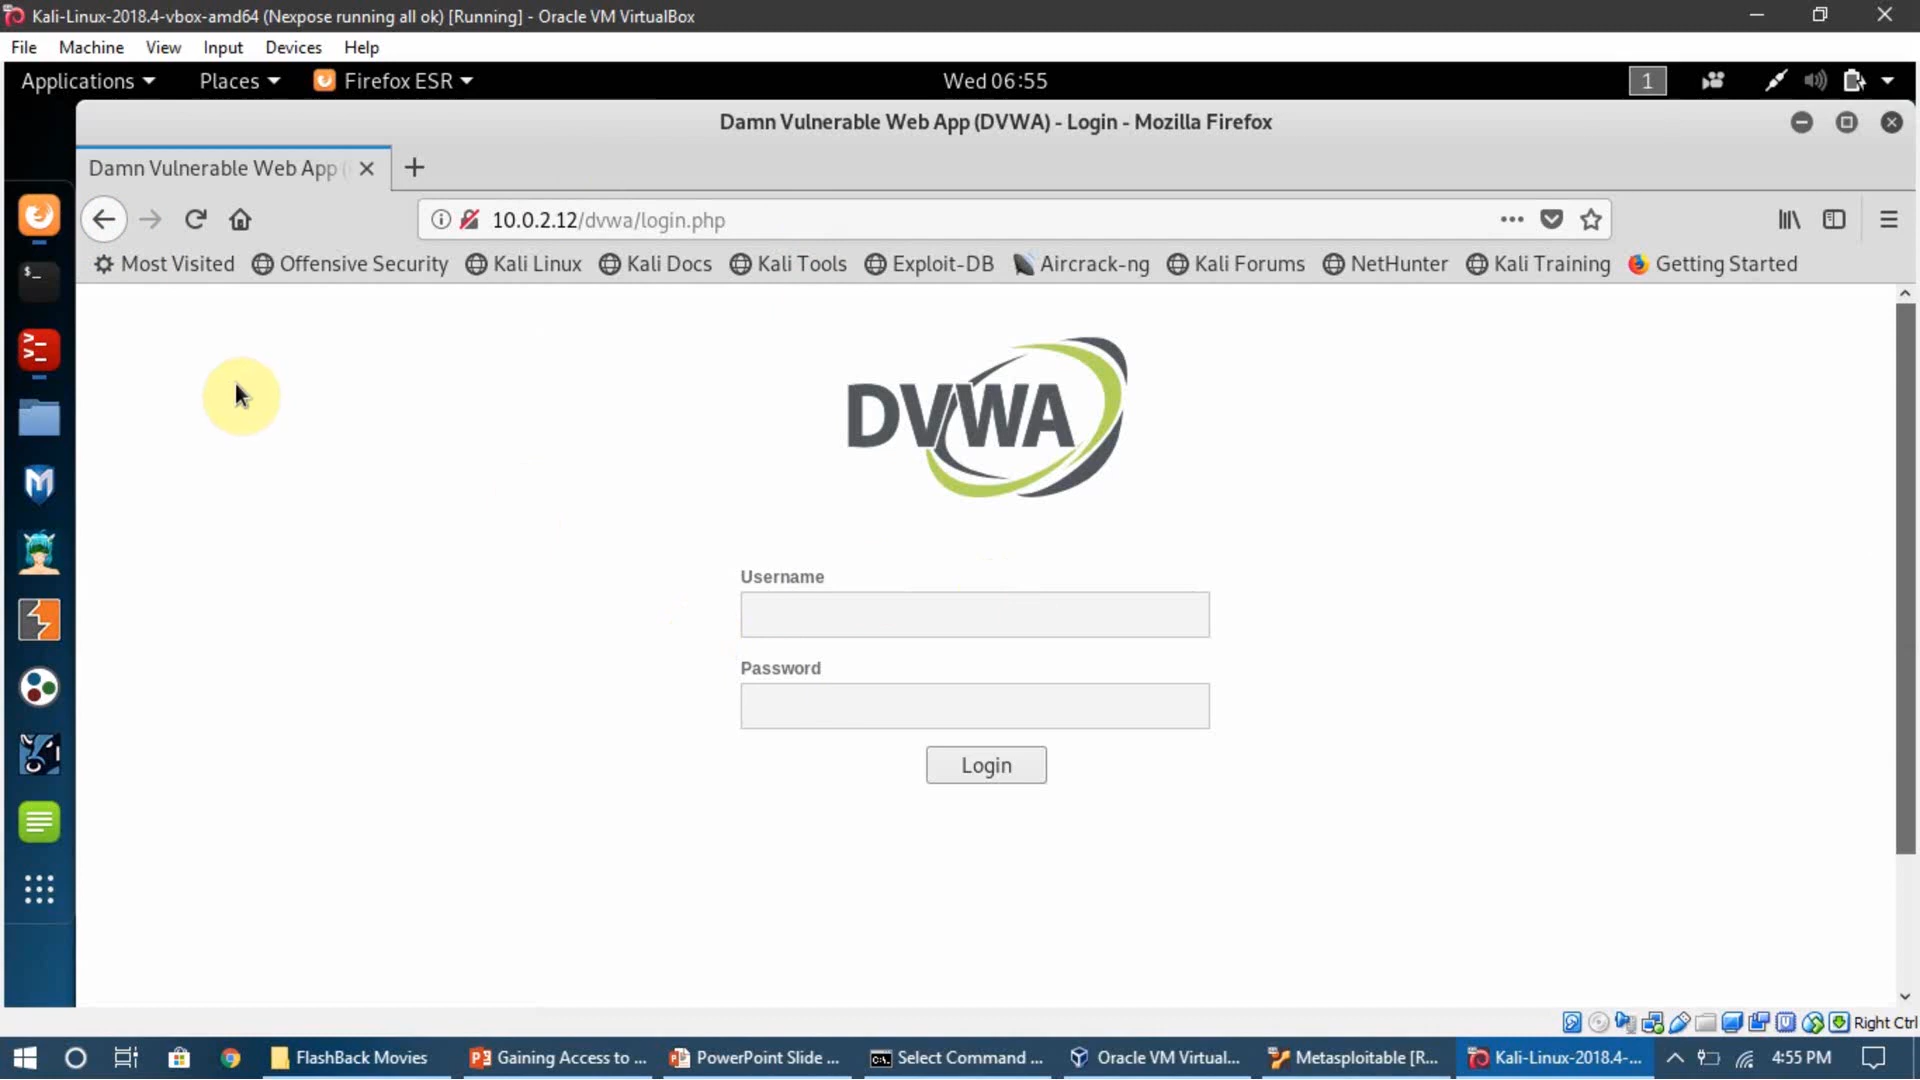 Kali-Linux-2018.4-vbox-amd64 (Nexpose running all ok) [Running] - Oracle VM VirtualBox
File Machine View Input Devices Help
Applications Places Firefox ESR Wed 06:55 1
Damn Vulnerable Web App (DVWA) - Login - Mozilla Firefox
Damn Vulnerable Web App (
10.0.2.12/dvwa/login.php
Most Visited Offensive Security Kali Linux Kali Docs Kali Tools Exploit-DB Aircrack-ng Kali Forums NetHunter Kali Training Getting Started
DVWA
Username
Password
Login
Right Ctrl
FlashBack Movies Gaining Access to ... PowerPoint Slide ... Select Command ... Oracle VM Virtual... Metasploitable [R... Kali-Linux-2018.4-... 4:55 PM